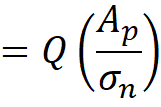 = Q ( A_p / σ_n )